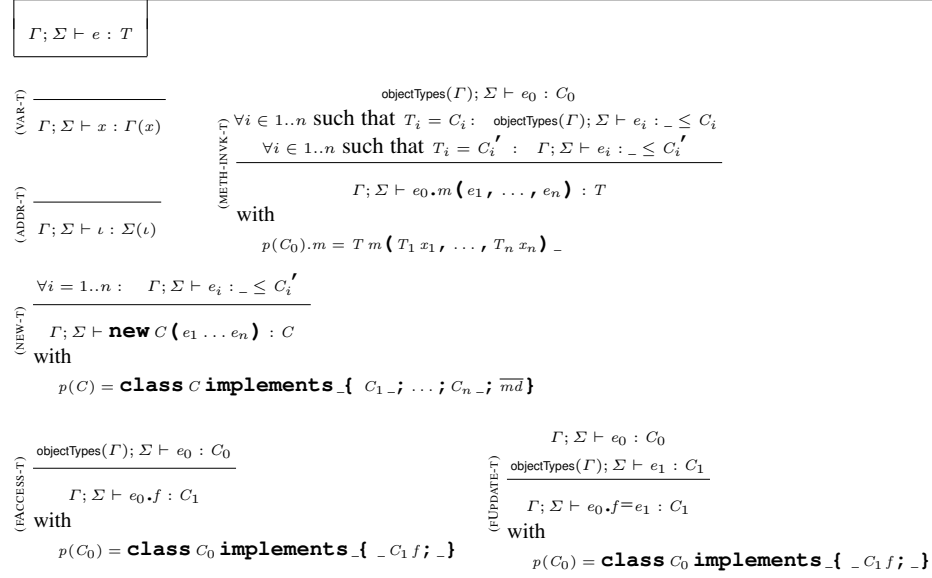 Γ; Σ ⊢ e : T
(VAR-T)
Γ; Σ ⊢ x : Γ(x)
(ADDR-T)
Γ; Σ ⊢ ι : Σ(ι)
(METH-INVK-T)
objectTypes(Γ); Σ ⊢ e₀ : C₀
∀i ∈ 1..n such that Tᵢ = Cᵢ : objectTypes(Γ); Σ ⊢ eᵢ : _ ≤ Cᵢ
∀i ∈ 1..n such that Tᵢ = Cᵢ′ : Γ; Σ ⊢ eᵢ : _ ≤ Cᵢ′
Γ; Σ ⊢ e₀.m(e₁, . . . , eₙ) : T
with
p(C₀).m = T m(T₁ x₁, . . . , Tₙ xₙ) _
(NEW-T)
∀i = 1..n : Γ; Σ ⊢ eᵢ : _ ≤ Cᵢ′
Γ; Σ ⊢ new C(e₁ . . . eₙ) : C
with
p(C) = class C implements _{ C₁ _; . . . ; Cₙ _; m̅d̅}
(FACCESS-T)
objectTypes(Γ); Σ ⊢ e₀ : C₀
Γ; Σ ⊢ e₀.f : C₁
with
p(C₀) = class C₀ implements _{ _ C₁ f; _}
(FUPDATE-T)
Γ; Σ ⊢ e₀ : C₀
objectTypes(Γ); Σ ⊢ e₁ : C₁
Γ; Σ ⊢ e₀.f=e₁ : C₁
with
p(C₀) = class C₀ implements _{ _ C₁ f; _}